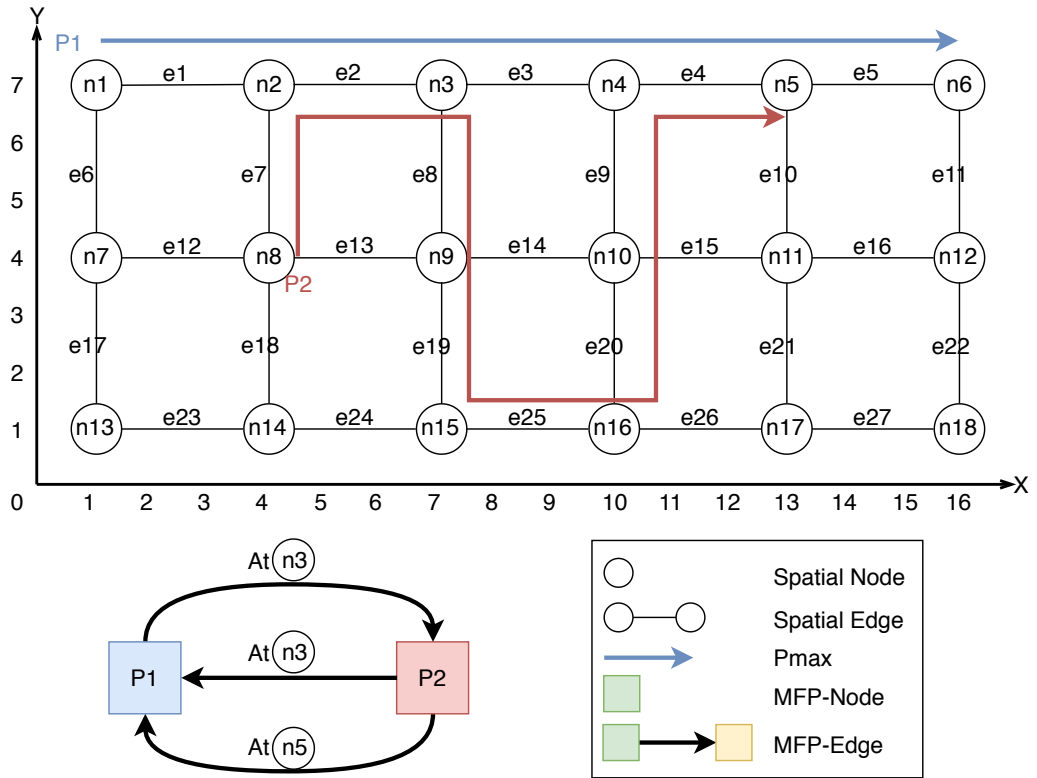 Y
P1
7
n1
e1
n2
e2
n3
e3
n4
e4
n5
e5
n6
6
e6
e7
e8
e9
e10
e11
5
4
n7
e12
n8
e13
n9
e14
n10
e15
n11
e16
n12
P2
3
e17
e18
e19
e20
e21
e22
2
1
n13
e23
n14
e24
n15
e25
n16
e26
n17
e27
n18
X
0 1 2 3 4 5 6 7 8 9 10 11 12 13 14 15 16
At n3
At n3
P1
P2
At n5
Spatial Node
Spatial Edge
Pmax
MFP-Node
MFP-Edge